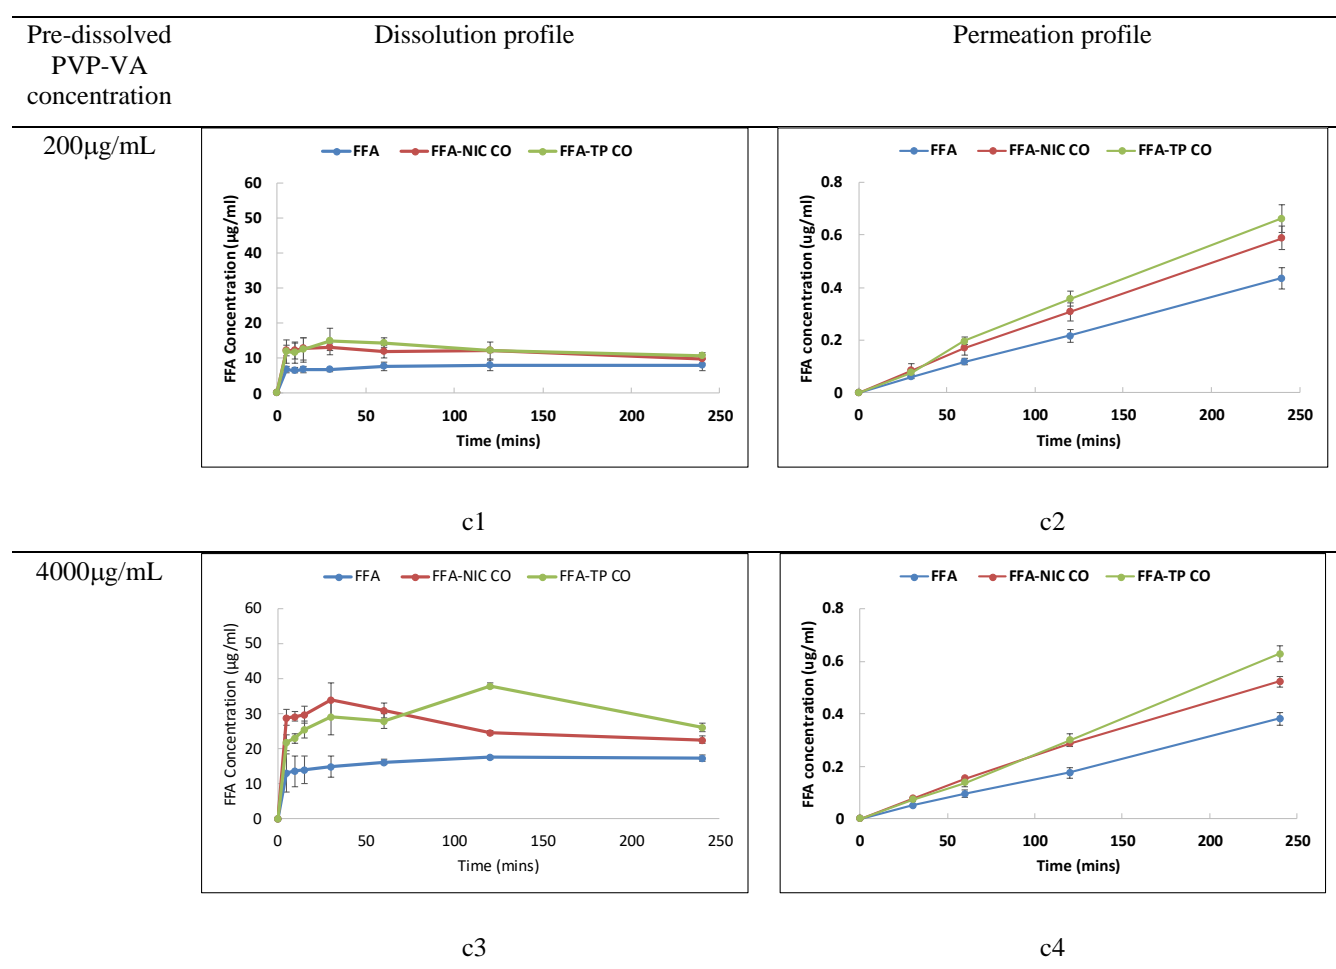 Pre-dissolved
PVP-VA
concentration
Dissolution profile
Permeation profile
200μg/mL
FFA FFA-NIC CO FFA-TP CO
FFA Concentration (μg/ml)
60
50
40
30
20
10
0
0 50 100 150 200 250
Time (mins)
c1
FFA FFA-NIC CO FFA-TP CO
FFA concentration (ug/ml)
0.8
0.6
0.4
0.2
0
0 50 100 150 200 250
Time (mins)
c2
4000μg/mL
FFA FFA-NIC CO FFA-TP CO
FFA Concentration (μg/ml)
60
50
40
30
20
10
0
0 50 100 150 200 250
Time (mins)
c3
FFA FFA-NIC CO FFA-TP CO
FFA concentration (ug/ml)
0.8
0.6
0.4
0.2
0
0 50 100 150 200 250
Time (mins)
c4